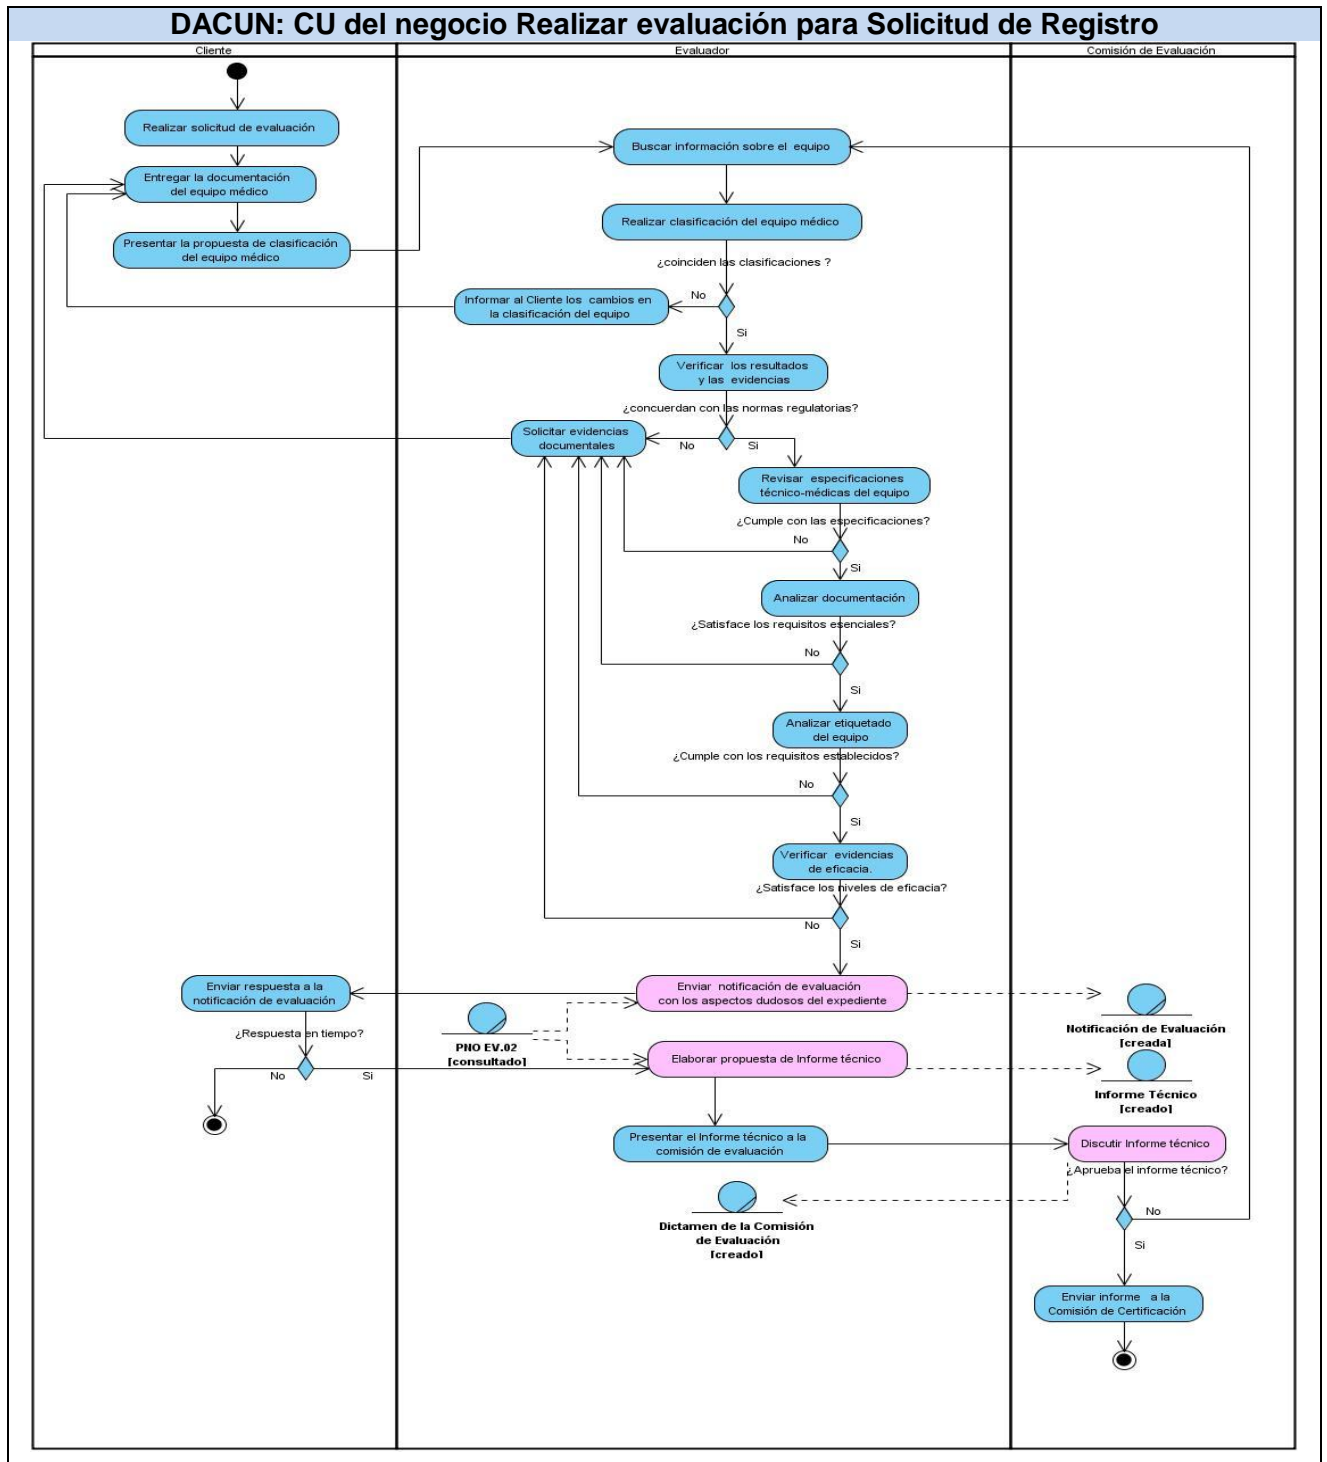 DACUN: CU del negocio Realizar evaluación para Solicitud de Registro
Cliente
Evaluador
Comisión de Evaluación
Realizar solicitud de evaluación
Entregar la documentación
del equipo médico
Presentar la propuesta de clasificación
del equipo médico
Buscar información sobre el equipo
Realizar clasificación del equipo médico
¿coinciden las clasificaciones ?
No
Informar al Cliente los cambios en
la clasificación del equipo
Si
Verificar los resultados
y las evidencias
¿concuerdan con las normas regulatorias?
Solicitar evidencias
documentales
No
Si
Revisar especificaciones
técnico-médicas del equipo
¿Cumple con las especificaciones?
No
Si
Analizar documentación
¿Satisface los requisitos esenciales?
No
Si
Analizar etiquetado
del equipo
¿Cumple con los requisitos establecidos?
No
Si
Verificar evidencias
de eficacia.
¿Satisface los niveles de eficacia?
No
Si
Enviar respuesta a la
notificación de evaluación
Enviar notificación de evaluación
con los aspectos dudosos del expediente
Notificación de Evaluación
[creada]
¿Respuesta en tiempo?
PNO EV.02
[consultado]
Elaborar propuesta de Informe técnico
No
Si
Informe Técnico
[creado]
Presentar el Informe técnico a la
comisión de evaluación
Discutir Informe técnico
¿Aprueba el informe técnico?
No
Dictamen de la Comisión
de Evaluación
[creado]
Si
Enviar informe a la
Comisión de Certificación